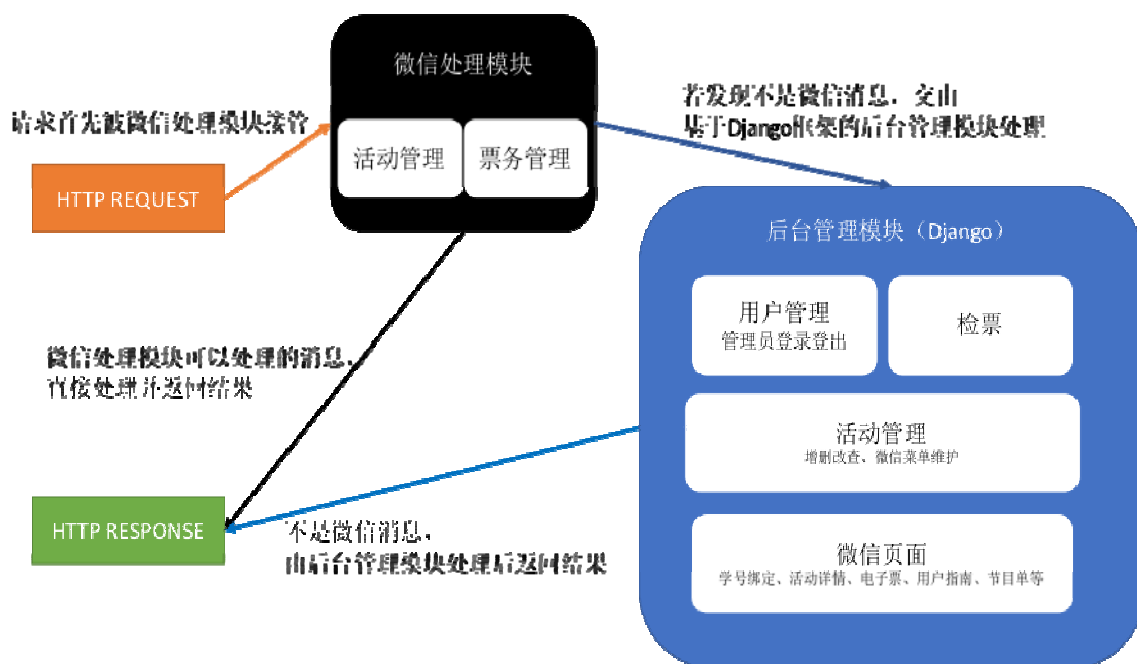 微信处理模块
请求首先被微信处理模块接管
若发现不是微信消息，交由
基于Django框架的后台管理模块处理
活动管理
票务管理
HTTP REQUEST
后台管理模块（Django）
用户管理
管理员登录登出
检票
微信处理模块可以处理的消息，
直接处理并返回结果
活动管理
增删改查、微信菜单维护
HTTP RESPONSE
不是微信消息，
由后台管理模块处理后返回结果
微信页面
学号绑定、活动详情、电子票、用户指南、节目单等